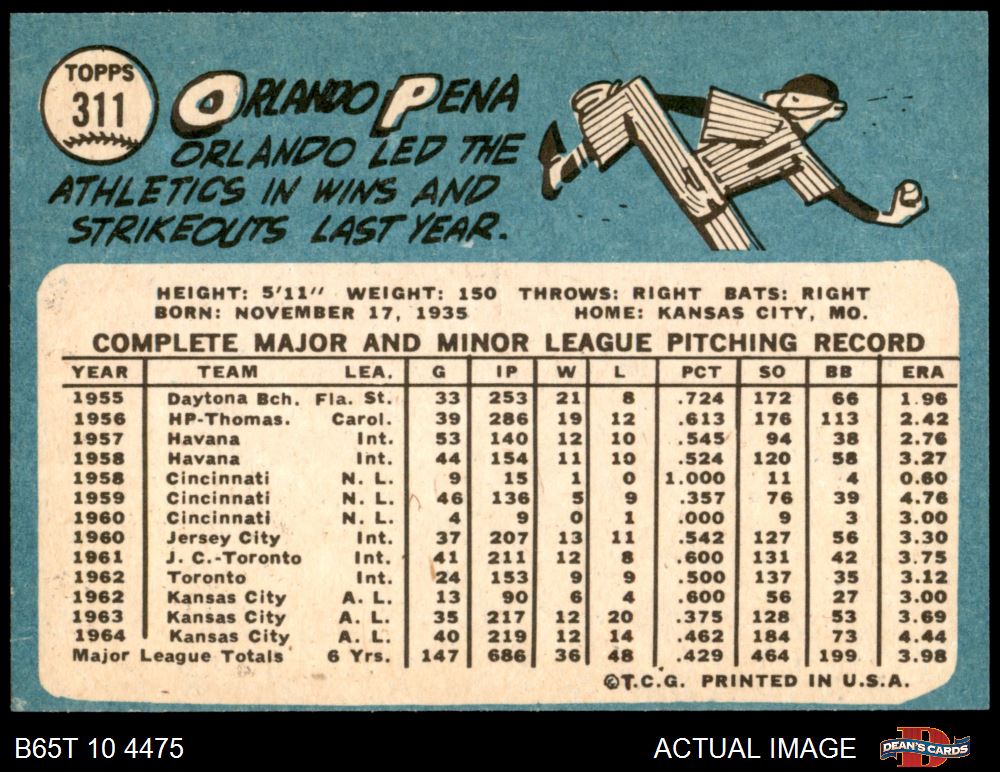 TOPPS
311
ORLANDO PENA
ORLANDO LED THE
ATHLETICS IN WINS AND
STRIKEOUTS LAST YEAR.
HEIGHT: 5'11" WEIGHT: 150 THROWS: RIGHT BATS: RIGHT
BORN: NOVEMBER 17, 1935 HOME: KANSAS CITY, MO.
COMPLETE MAJOR AND MINOR LEAGUE PITCHING RECORD
YEAR TEAM LEA. G IP W L PCT SO BB ERA
1955 Daytona Bch. Fla. St. 33 253 21 8 .724 172 66 1.96
1956 HP-Thomas. Carol. 39 286 19 12 .613 176 113 2.42
1957 Havana Int. 53 140 12 10 .545 94 38 2.76
1958 Havana Int. 44 154 11 10 .524 120 58 3.27
1958 Cincinnati N. L. 9 15 1 0 1.000 11 4 0.60
1959 Cincinnati N. L. 46 136 5 9 .357 76 39 4.76
1960 Cincinnati N. L. 4 9 0 1 .000 9 3 3.00
1960 Jersey City Int. 37 207 13 11 .542 127 56 3.30
1961 J. C.-Toronto Int. 41 211 12 8 .600 131 42 3.75
1962 Toronto Int. 24 153 9 9 .500 137 35 3.12
1962 Kansas City A. L. 13 90 6 4 .600 56 27 3.00
1963 Kansas City A. L. 35 217 12 20 .375 128 53 3.69
1964 Kansas City A. L. 40 219 12 14 .462 184 73 4.44
Major League Totals 6 Yrs. 147 686 36 48 .429 464 199 3.98
©T.C.G. PRINTED IN U.S.A.
B65T 10 4475 ACTUAL IMAGE D DEAN'S CARDS